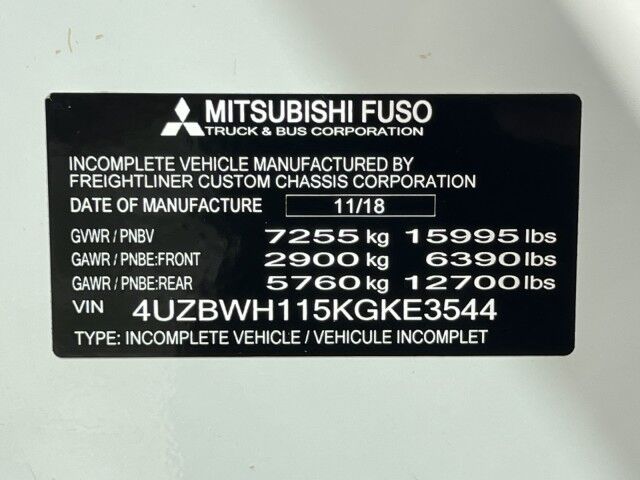 MITSUBISHI FUSO
TRUCK & BUS CORPORATION
INCOMPLETE VEHICLE MANUFACTURED BY
FREIGHTLINER CUSTOM CHASSIS CORPORATION
DATE OF MANUFACTURE 11/18
GVWR / PNBV 7255 kg 15995 lbs
GAWR / PNBE:FRONT 2900 kg 6390 lbs
GAWR / PNBE:REAR 5760 kg 12700 lbs
VIN 4UZBWH115KGKE3544
TYPE: INCOMPLETE VEHICLE / VEHICULE INCOMPLET